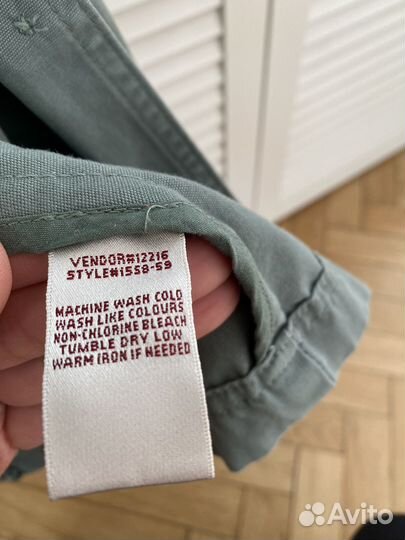 VENDOR#12216
STYLE#1558-59
MACHINE WASH COLD
WASH LIKE COLOURS
NON-CHLORINE BLEACH
TUMBLE DRY LOW
WARM IRON IF NEEDED
Avito